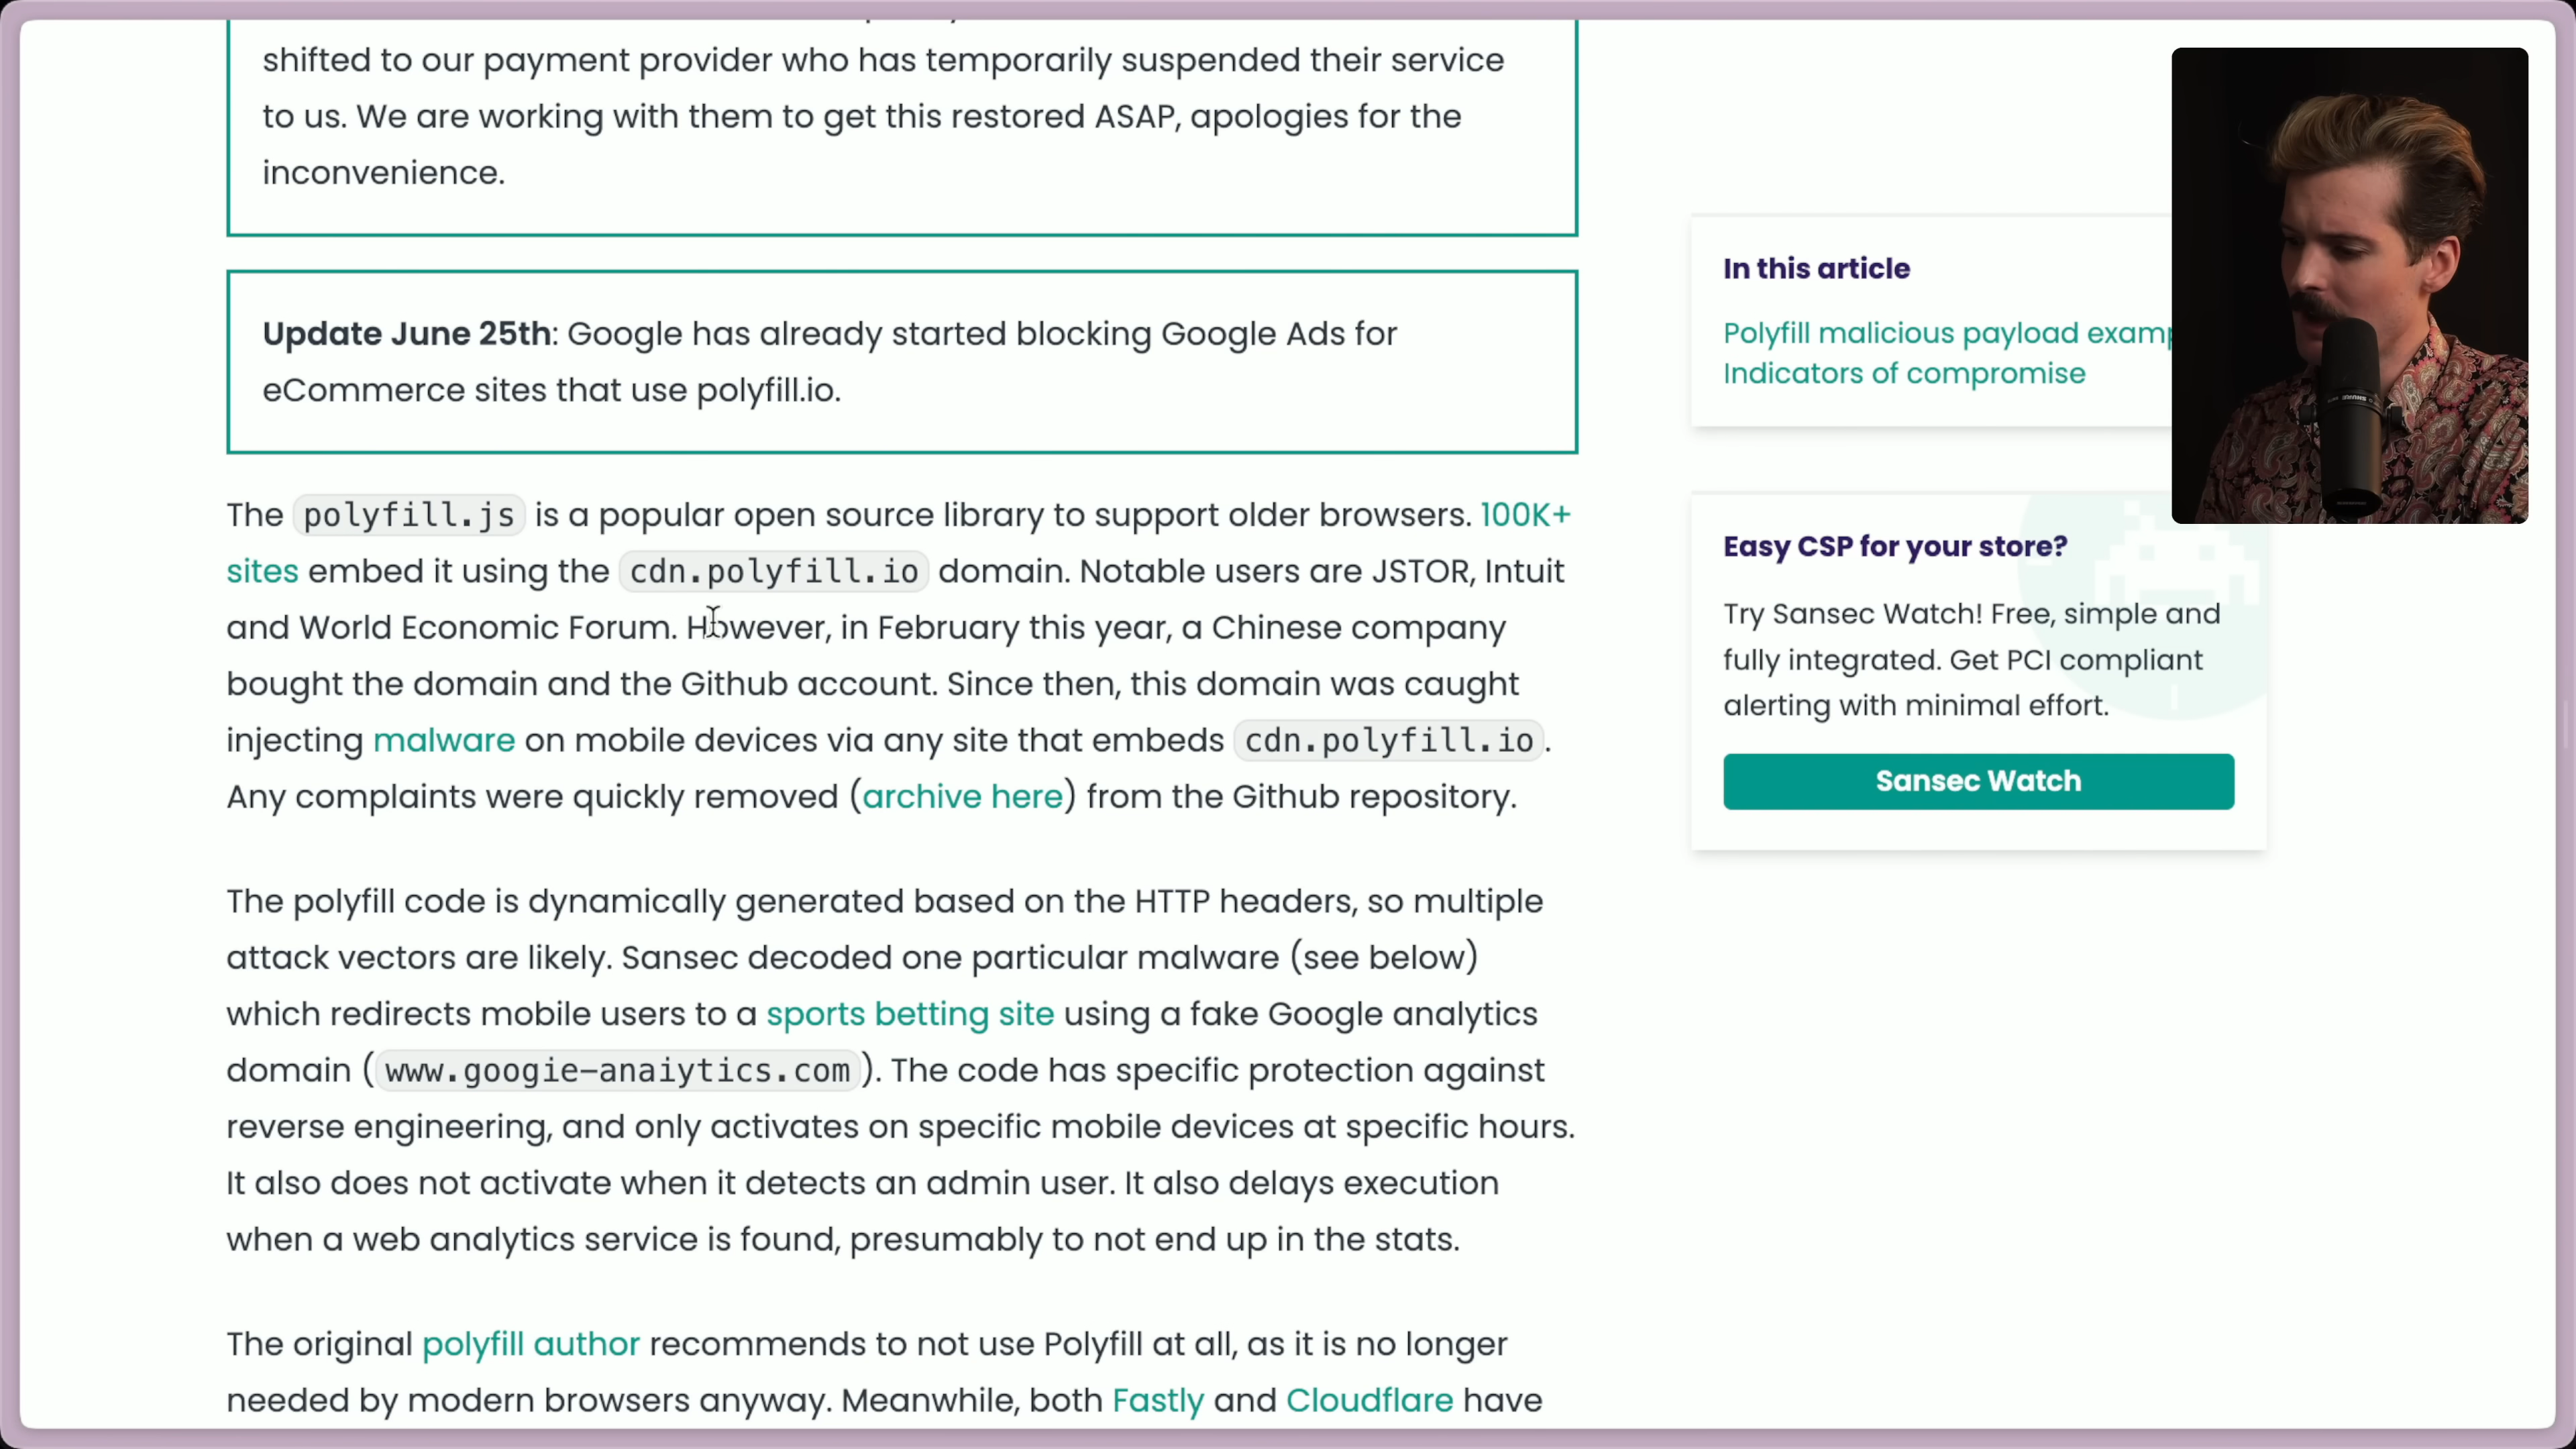 shifted to our payment provider who has temporarily suspended their service
to us. We are working with them to get this restored ASAP, apologies for the
inconvenience.
Update June 25th: Google has already started blocking Google Ads for
eCommerce sites that use polyfill.io.
The polyfill.js is a popular open source library to support older browsers. 100K+
sites embed it using the cdn.polyfill.io domain. Notable users are JSTOR, Intuit
and World Economic Forum. However, in February this year, a Chinese company
bought the domain and the Github account. Since then, this domain was caught
injecting malware on mobile devices via any site that embeds cdn.polyfill.io.
Any complaints were quickly removed (archive here) from the Github repository.
The polyfill code is dynamically generated based on the HTTP headers, so multiple
attack vectors are likely. Sansec decoded one particular malware (see below)
which redirects mobile users to a sports betting site using a fake Google analytics
domain (www.googie-anaiytics.com). The code has specific protection against
reverse engineering, and only activates on specific mobile devices at specific hours.
It also does not activate when it detects an admin user. It also delays execution
when a web analytics service is found, presumably to not end up in the stats.
The original polyfill author recommends to not use Polyfill at all, as it is no longer
needed by modern browsers anyway. Meanwhile, both Fastly and Cloudflare have
In this article
Polyfill malicious payload examp
Indicators of compromise
Easy CSP for your store?
Try Sansec Watch! Free, simple and
fully integrated. Get PCI compliant
alerting with minimal effort.
Sansec Watch